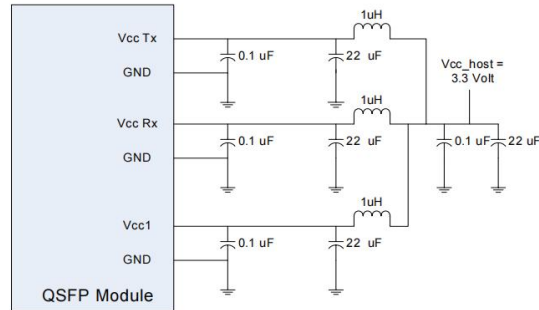 1uH
Vcc Tx
0.1 uF
22 uF
GND
Vcc_host =
3.3 Volt
1uH
Vcc Rx
0.1 uF
22 uF
0.1 uF
22 uF
GND
1uH
Vcc1
0.1 uF
22 uF
GND
QSFP Module